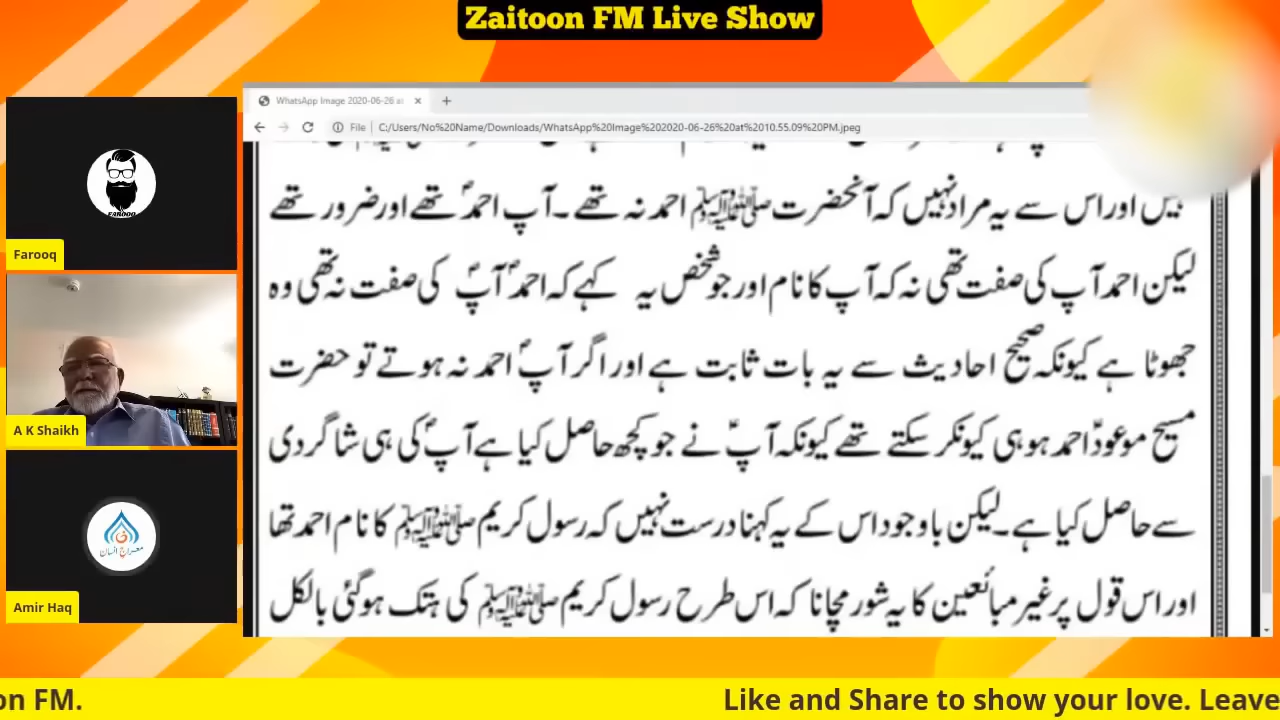 Zaitoon FM Live Show
WhatsApp Image 2020-06-26 at
File
C:/Users/No%20Name/Downloads/WhatsApp%20Image%202020-06-26%20at%2010.55.09%20PM.jpeg
FAROOQ
Farooq
A K Shaikh
معراج انسان
Amir Haq
ہیں اور اس سے یہ مراد نہیں کہ آنحضرت صلی اللہ علیہ وسلم احمد نہ تھے۔ آپ احمدؐ تھے اور ضرور تھے
لیکن احمد آپ کی صفت تھی نہ کہ آپ کا نام اور جو شخص یہ کہے کہ احمدؐ آپؐ کی صفت نہ تھی وہ
جھوٹا ہے کیونکہ صحیح احادیث سے یہ بات ثابت ہے اور اگر آپؐ احمد نہ ہوتے تو حضرت
مسیح موعودؑ احمد ہو ہی کیونکر سکتے تھے کیونکہ آپؑ نے جو کچھ حاصل کیا ہے آپؐ کی ہی شاگردی
سے حاصل کیا ہے۔ لیکن باوجود اس کے یہ کہنا درست نہیں کہ رسول کریم صلی اللہ علیہ وسلم کا نام احمد تھا
اور اس قول پر غیر مبائعین کا یہ شور مچانا کہ اس طرح رسول کریم صلی اللہ علیہ وسلم کی ہتک ہو گئی بالکل
on FM.
Like and Share to show your love. Leave